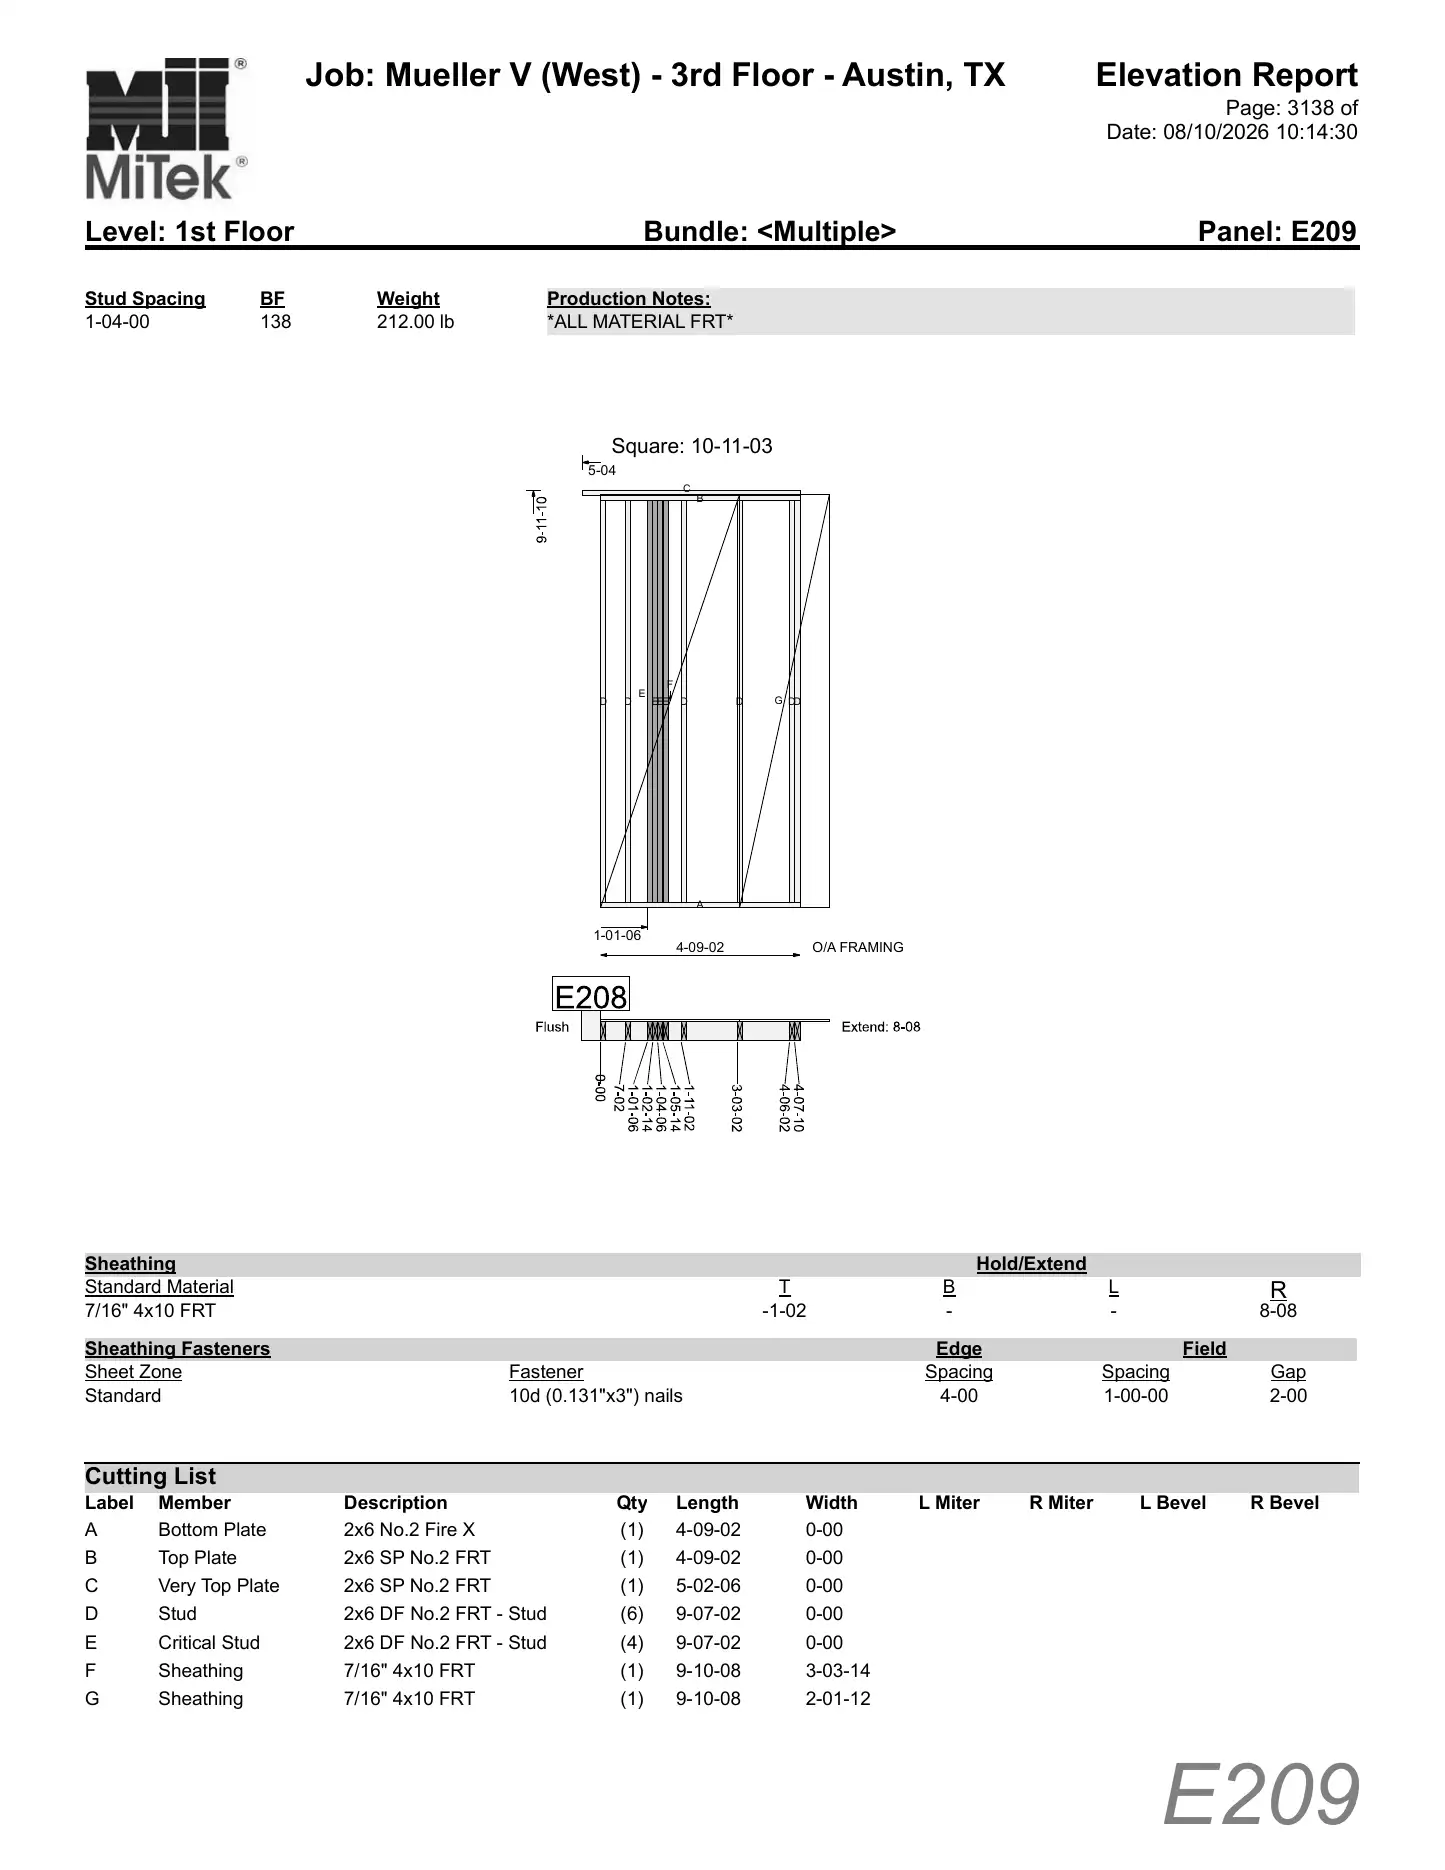 Job: Mueller V (West) - 3rd Floor - Austin, TX
Elevation Report
Page: 3138 of
Date: 08/10/2026 10:14:30
MiTek®
Level: 1st Floor Bundle: <Multiple> Panel: E209
Stud Spacing BF Weight Production Notes:
1-04-00 138 212.00 lb *ALL MATERIAL FRT*
Square: 10-11-03
5-04
C
B
9-11-10
F
E
D D EEE D D G DD
A
1-01-06
4-09-02 O/A FRAMING
E208
Flush Extend: 8-08
0-00 7-02 1-01-06 1-02-14 1-04-06 1-05-14 1-11-02 3-03-02 4-06-02 4-07-10
Sheathing Hold/Extend
Standard Material T B L R
7/16" 4x10 FRT -1-02 - - 8-08
Sheathing Fasteners Edge Field
Sheet Zone Fastener Spacing Spacing Gap
Standard 10d (0.131"x3") nails 4-00 1-00-00 2-00
Cutting List
Label Member Description Qty Length Width L Miter R Miter L Bevel R Bevel
A Bottom Plate 2x6 No.2 Fire X (1) 4-09-02 0-00
B Top Plate 2x6 SP No.2 FRT (1) 4-09-02 0-00
C Very Top Plate 2x6 SP No.2 FRT (1) 5-02-06 0-00
D Stud 2x6 DF No.2 FRT - Stud (6) 9-07-02 0-00
E Critical Stud 2x6 DF No.2 FRT - Stud (4) 9-07-02 0-00
F Sheathing 7/16" 4x10 FRT (1) 9-10-08 3-03-14
G Sheathing 7/16" 4x10 FRT (1) 9-10-08 2-01-12
E209